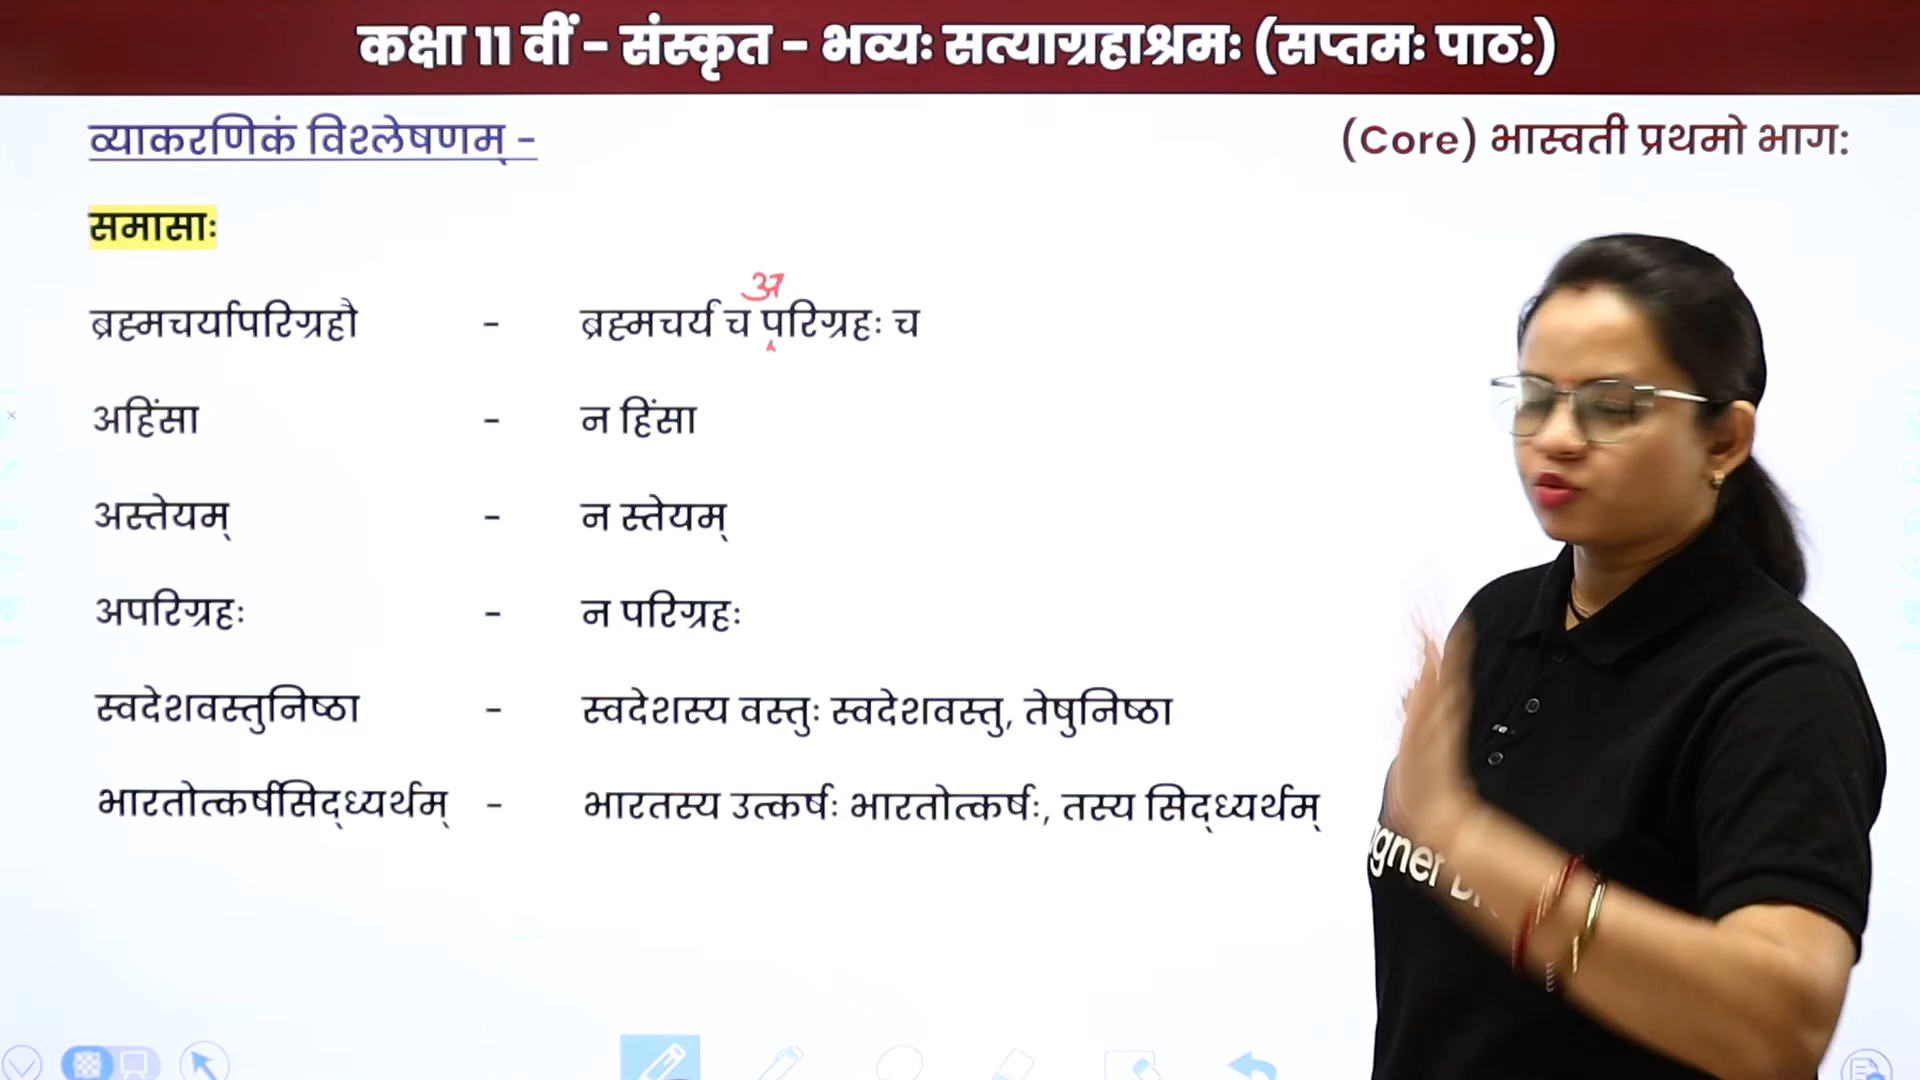 कक्षा 11 वीं - संस्कृत - भव्यः सत्याग्रहाश्रमः (सप्तमः पाठः)
व्याकरणिकं विश्लेषणम् -
(Core) भास्वती प्रथमो भागः
समासाः
अ
ब्रह्मचर्यापरिग्रहौ - ब्रह्मचर्यं च परिग्रहः च
अहिंसा - न हिंसा
अस्तेयम् - न स्तेयम्
अपरिग्रहः - न परिग्रहः
स्वदेशवस्तुनिष्ठा - स्वदेशस्य वस्तुः स्वदेशवस्तु, तेषुनिष्ठा
भारतोत्कर्षसिद्ध्यर्थम् - भारतस्य उत्कर्षः भारतोत्कर्षः, तस्य सिद्ध्यर्थम्